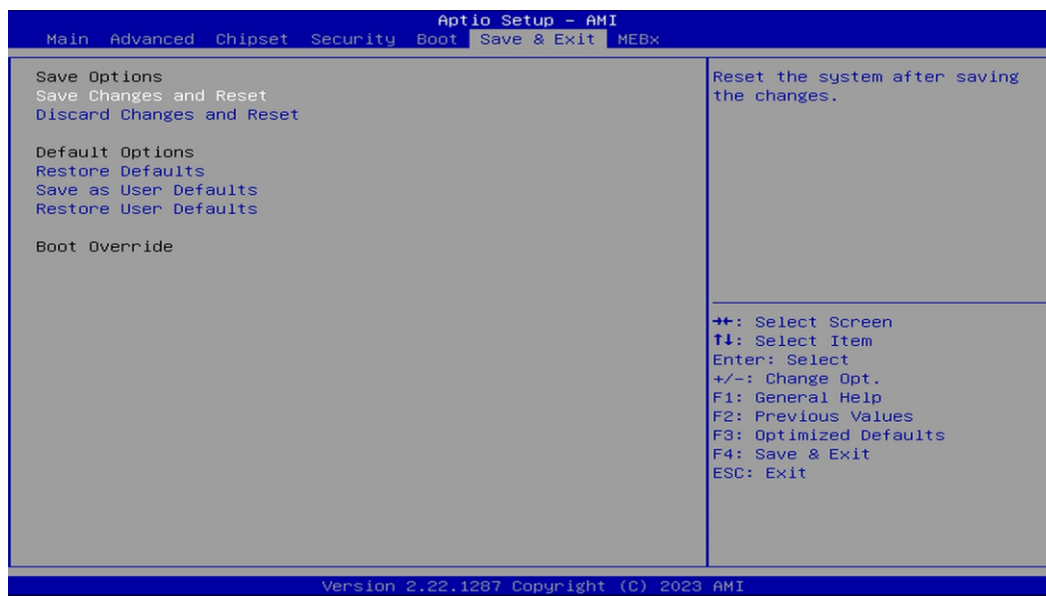 Aptio Setup – AMI
Main Advanced Chipset Security Boot Save & Exit MEBx
Save Options
Save Changes and Reset
Discard Changes and Reset
Default Options
Restore Defaults
Save as User Defaults
Restore User Defaults
Boot Override
Reset the system after saving
the changes.
→←: Select Screen
↑↓: Select Item
Enter: Select
+/-: Change Opt.
F1: General Help
F2: Previous Values
F3: Optimized Defaults
F4: Save & Exit
ESC: Exit
Version 2.22.1287 Copyright (C) 2023 AMI